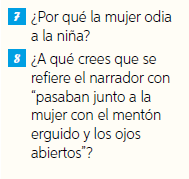 7 ¿Por qué la mujer odia
a la niña?
8 ¿A qué crees que se
refiere el narrador con
“pasaban junto a la
mujer con el mentón
erguido y los ojos
abiertos”?